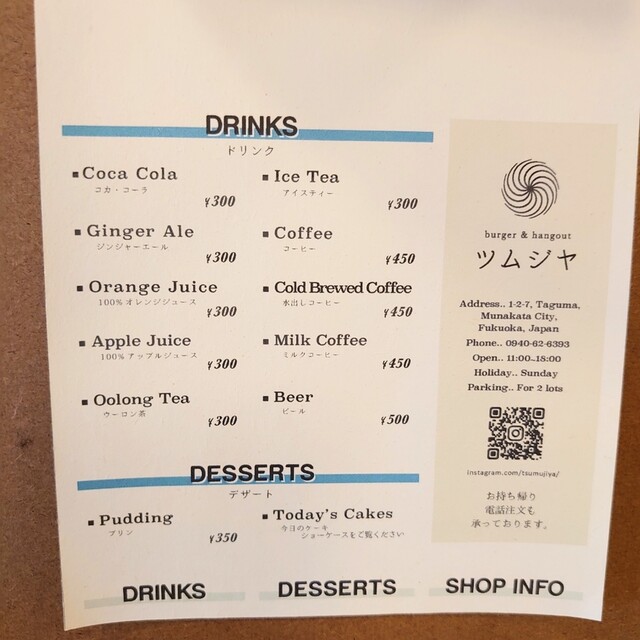 DRINKS
ドリンク
Coca Cola
コカ・コーラ
¥300
Ginger Ale
ジンジャーエール
¥300
Orange Juice
100%オレンジジュース
¥300
Apple Juice
100%アップルジュース
¥300
Oolong Tea
ウーロン茶
¥300
Ice Tea
アイスティー
¥300
Coffee
コーヒー
¥450
Cold Brewed Coffee
水出しコーヒー
¥450
Milk Coffee
ミルクコーヒー
¥450
Beer
ビール
¥500
DESSERTS
デザート
Pudding
プリン
¥350
Today's Cakes
今日のケーキ
ショーケースをご覧ください
burger & hangout
ツムジヤ
Address.. 1-2-7, Taguma,
Munakata City,
Fukuoka, Japan
Phone.. 0940-62-6393
Open.. 11:00~18:00
Holiday.. Sunday
Parking.. For 2 lots
instagram.com/tsumujiya/
お持ち帰り
電話注文も
承っております。
DRINKS
DESSERTS
SHOP INFO